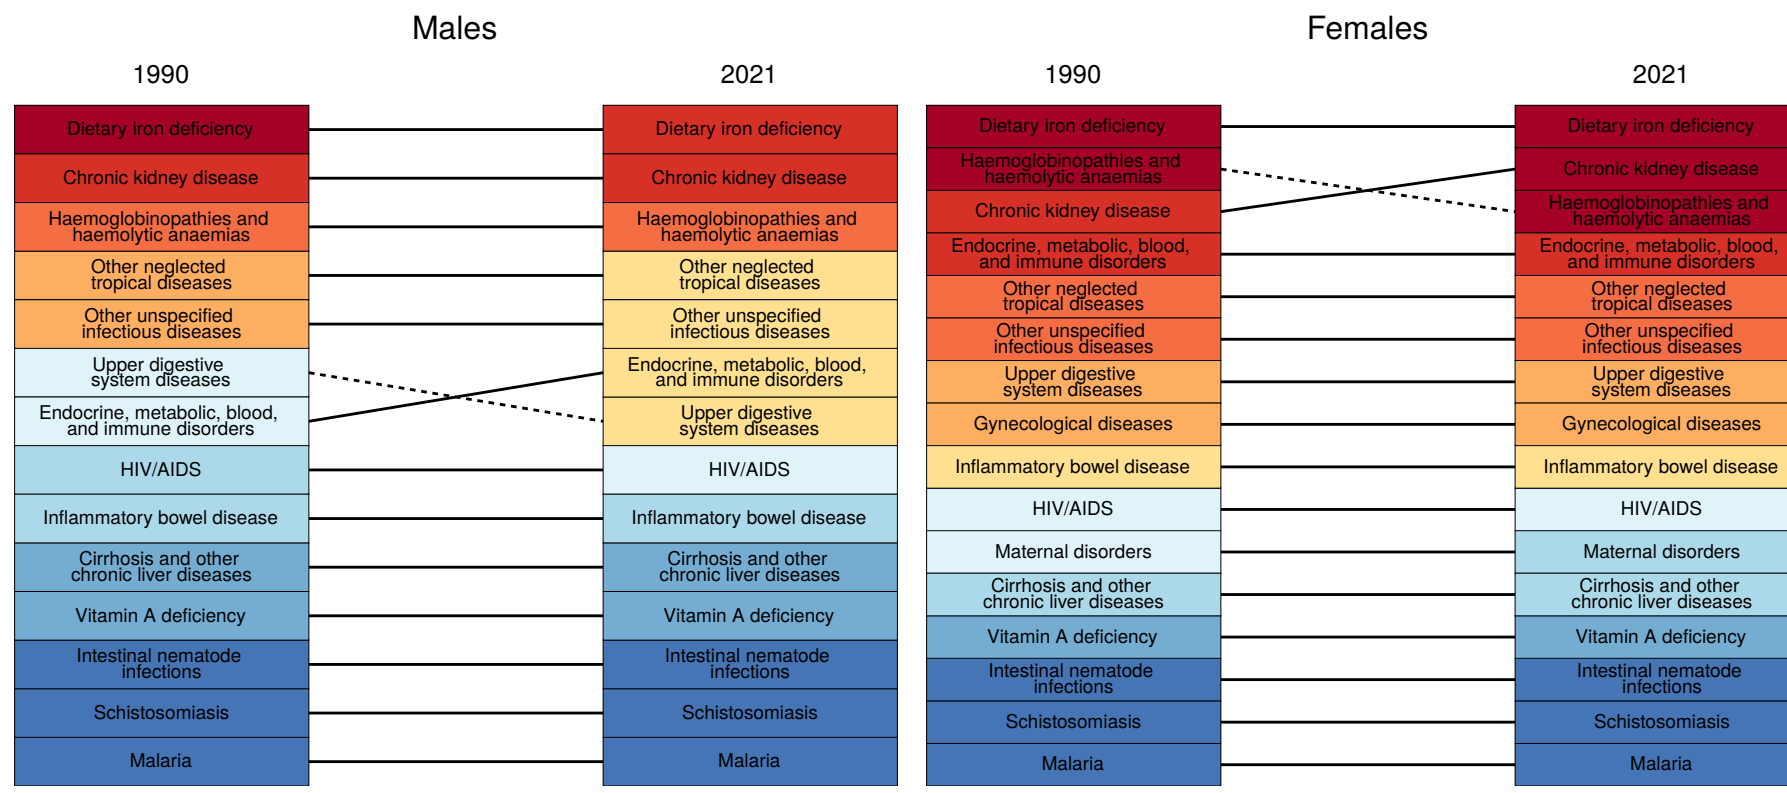 Males
Females
1990
2021
1990
2021
Dietary iron deficiency
Chronic kidney disease
Haemoglobinopathies and
haemolytic anaemias
Other neglected
tropical diseases
Other unspecified
infectious diseases
Upper digestive
system diseases
Endocrine, metabolic, blood,
and immune disorders
HIV/AIDS
Inflammatory bowel disease
Cirrhosis and other
chronic liver diseases
Vitamin A deficiency
Intestinal nematode
infections
Schistosomiasis
Malaria
Dietary iron deficiency
Chronic kidney disease
Haemoglobinopathies and
haemolytic anaemias
Other neglected
tropical diseases
Other unspecified
infectious diseases
Endocrine, metabolic, blood,
and immune disorders
Upper digestive
system diseases
HIV/AIDS
Inflammatory bowel disease
Cirrhosis and other
chronic liver diseases
Vitamin A deficiency
Intestinal nematode
infections
Schistosomiasis
Malaria
Dietary iron deficiency
Haemoglobinopathies and
haemolytic anaemias
Chronic kidney disease
Endocrine, metabolic, blood,
and immune disorders
Other neglected
tropical diseases
Other unspecified
infectious diseases
Upper digestive
system diseases
Gynecological diseases
Inflammatory bowel disease
HIV/AIDS
Maternal disorders
Cirrhosis and other
chronic liver diseases
Vitamin A deficiency
Intestinal nematode
infections
Schistosomiasis
Malaria
Dietary iron deficiency
Chronic kidney disease
Haemoglobinopathies and
haemolytic anaemias
Endocrine, metabolic, blood,
and immune disorders
Other neglected
tropical diseases
Other unspecified
infectious diseases
Upper digestive
system diseases
Gynecological diseases
Inflammatory bowel disease
HIV/AIDS
Maternal disorders
Cirrhosis and other
chronic liver diseases
Vitamin A deficiency
Intestinal nematode
infections
Schistosomiasis
Malaria